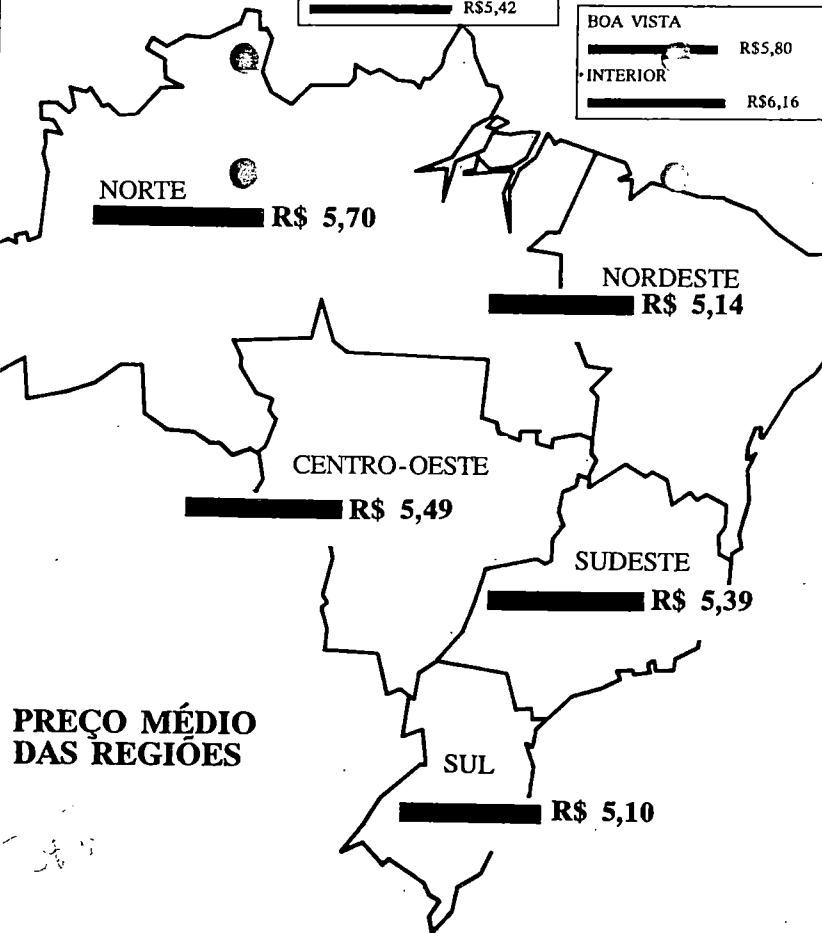 R$5,42
BOA VISTA
R$5,80
INTERIOR
R$6,16
NORTE
R$ 5,70
NORDESTE
R$ 5,14
CENTRO-OESTE
R$ 5,49
SUDESTE
R$ 5,39
PREÇO MÉDIO
DAS REGIÕES
SUL
R$ 5,10